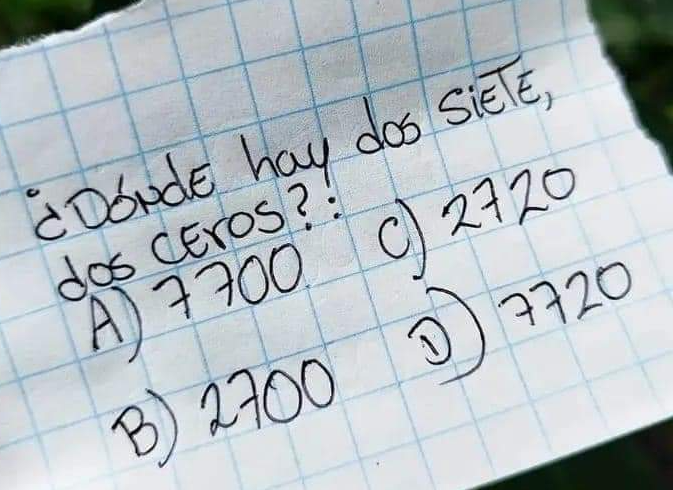 ¿DÓNDE hay dos SiETE,
dos CEROS?:
A) 7700 C) 2720
B) 2700 D) 7720